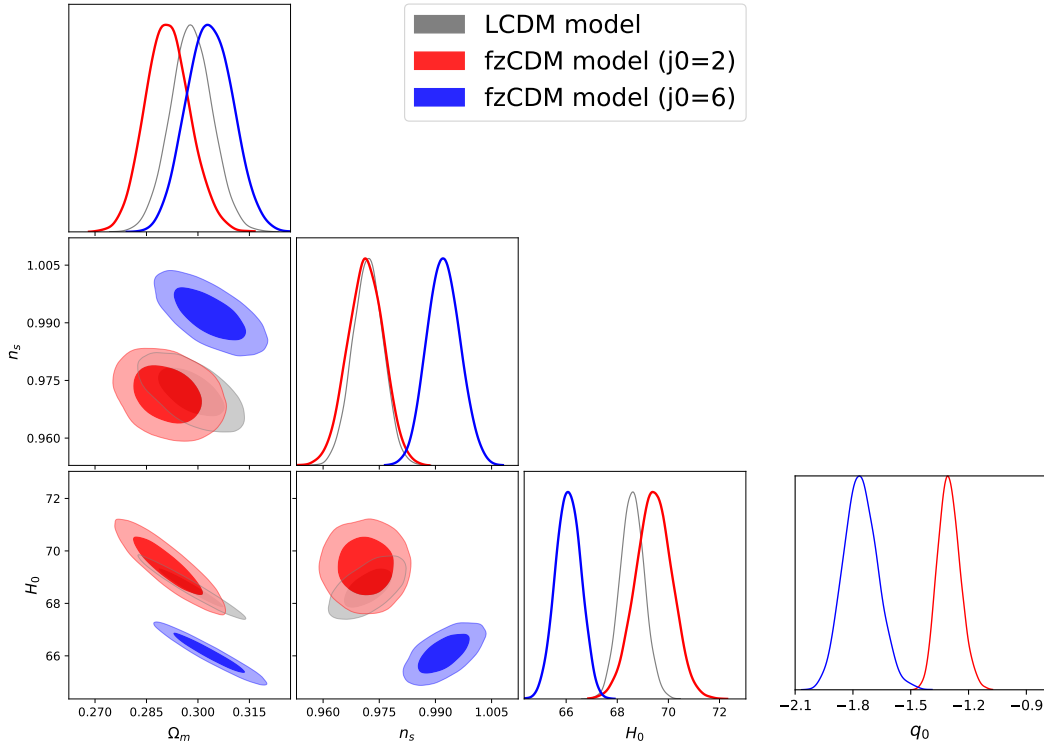 LCDM model
fzCDM model (j0=2)
fzCDM model (j0=6)
1.005
0.990
0.975
0.960
n_s
72
70
68
66
H_0
0.270 0.285 0.300 0.315
Ω_m
0.960 0.975 0.990 1.005
n_s
66 68 70 72
H_0
−2.1 −1.8 −1.5 −1.2 −0.9
q_0